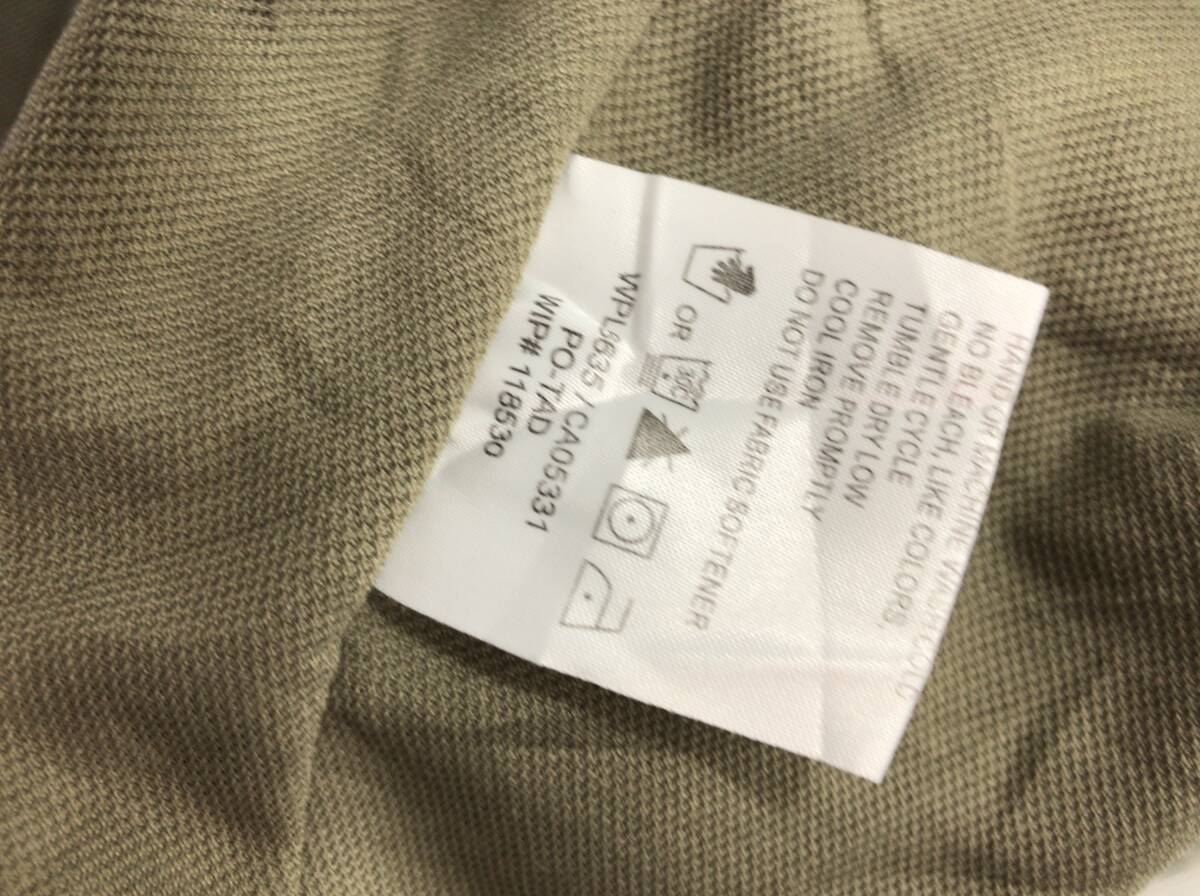 HAND OR MACHINE WASH COLD
NO BLEACH, LIKE COLORS,
GENTLE CYCLE
TUMBLE DRY LOW
REMOVE PROMPTLY
COOL IRON
DO NOT USE FABRIC SOFTENER
OR
30C
/CA05331
PO-TAD
WIP# 118530